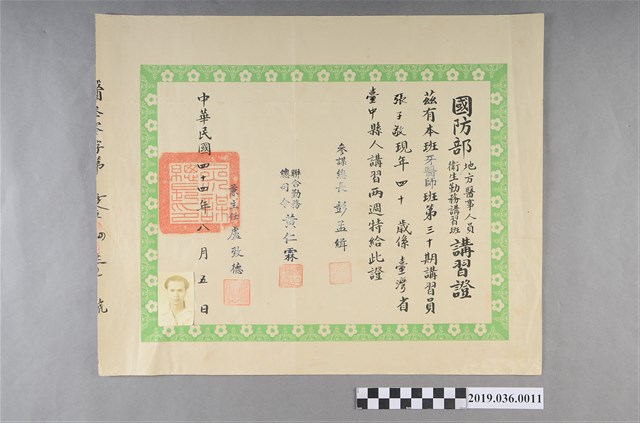 國防部 地方醫事人員衛生勤務講習班 講習證
茲有本班牙醫師班第三十期講習員
張子敬現年四十歲係臺灣省
臺中縣人講習兩週特給此證
參謀總長 彭孟緝
聯合勤務總司令 黃仁霖
兼主任 盧致德
中華民國四十四年八月五日
2019.036.0011